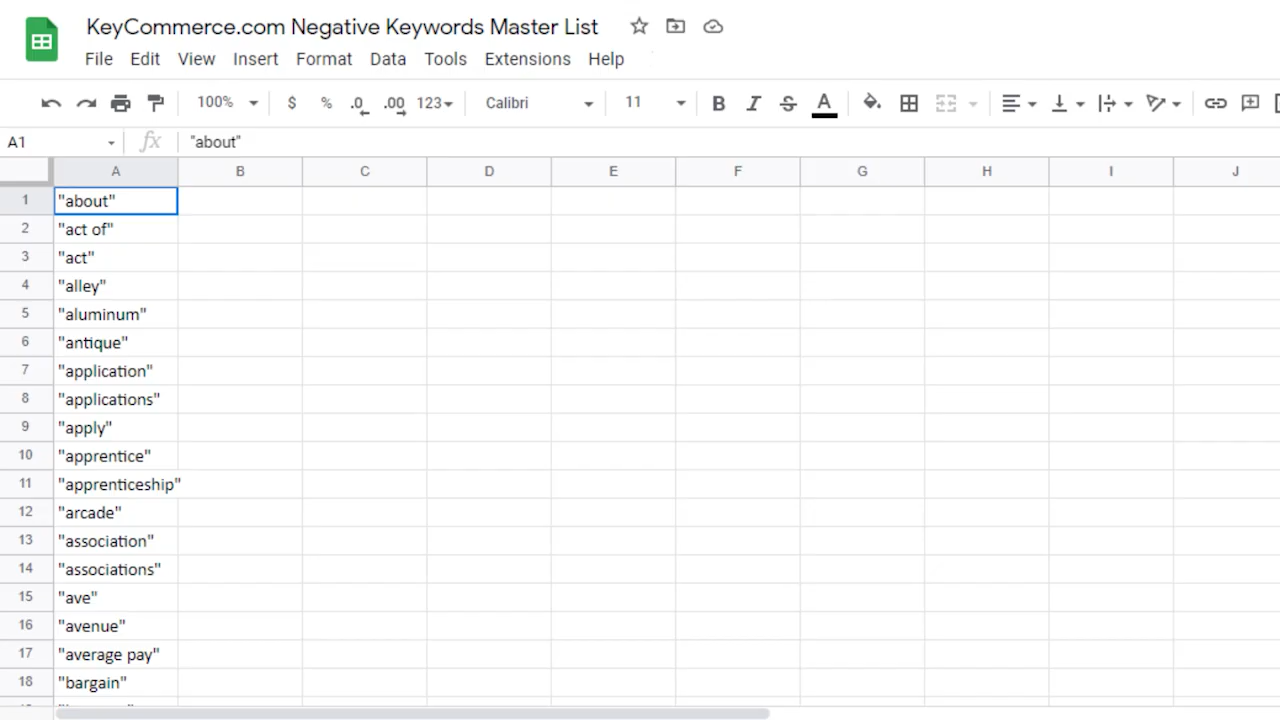 KeyCommerce.com Negative Keywords Master List
File Edit View Insert Format Data Tools Extensions Help
100% $ % .0 .00 123 Calibri 11 B I S A
A1 fx "about"
A B C D E F G H I J
1 "about"
2 "act of"
3 "act"
4 "alley"
5 "aluminum"
6 "antique"
7 "application"
8 "applications"
9 "apply"
10 "apprentice"
11 "apprenticeship"
12 "arcade"
13 "association"
14 "associations"
15 "ave"
16 "avenue"
17 "average pay"
18 "bargain"